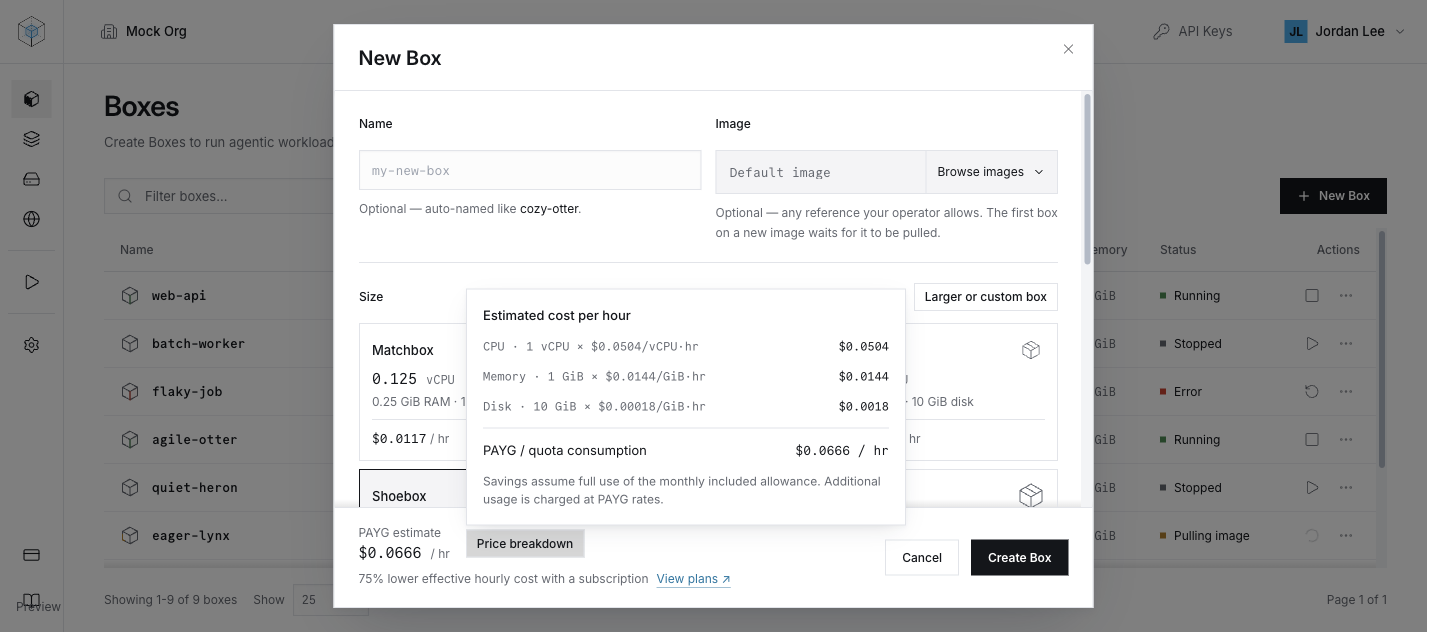 Mock Org
API Keys
JL
Jordan Lee
Boxes
Create Boxes to run agentic workload
Filter boxes...
New Box
Name
emory
Status
Actions
web-api
GiB
Running
batch-worker
GiB
Stopped
flaky-job
GiB
Error
agile-otter
GiB
Running
quiet-heron
GiB
Stopped
eager-lynx
GiB
Pulling image
Preview
Showing 1-9 of 9 boxes
Show
25
Page 1 of 1
New Box
Name
Image
my-new-box
Default image
Browse images
Optional — auto-named like cozy-otter.
Optional — any reference your operator allows. The first box
on a new image waits for it to be pulled.
Size
Larger or custom box
Matchbox
0.125 vCPU
0.25 GiB RAM · 1
· 10 GiB disk
$0.0117 / hr
hr
Shoebox
Estimated cost per hour
CPU · 1 vCPU × $0.0504/vCPU·hr $0.0504
Memory · 1 GiB × $0.0144/GiB·hr $0.0144
Disk · 10 GiB × $0.00018/GiB·hr $0.0018
PAYG / quota consumption $0.0666 / hr
Savings assume full use of the monthly included allowance. Additional
usage is charged at PAYG rates.
PAYG estimate
$0.0666 / hr
Price breakdown
75% lower effective hourly cost with a subscription View plans ↗
Cancel
Create Box